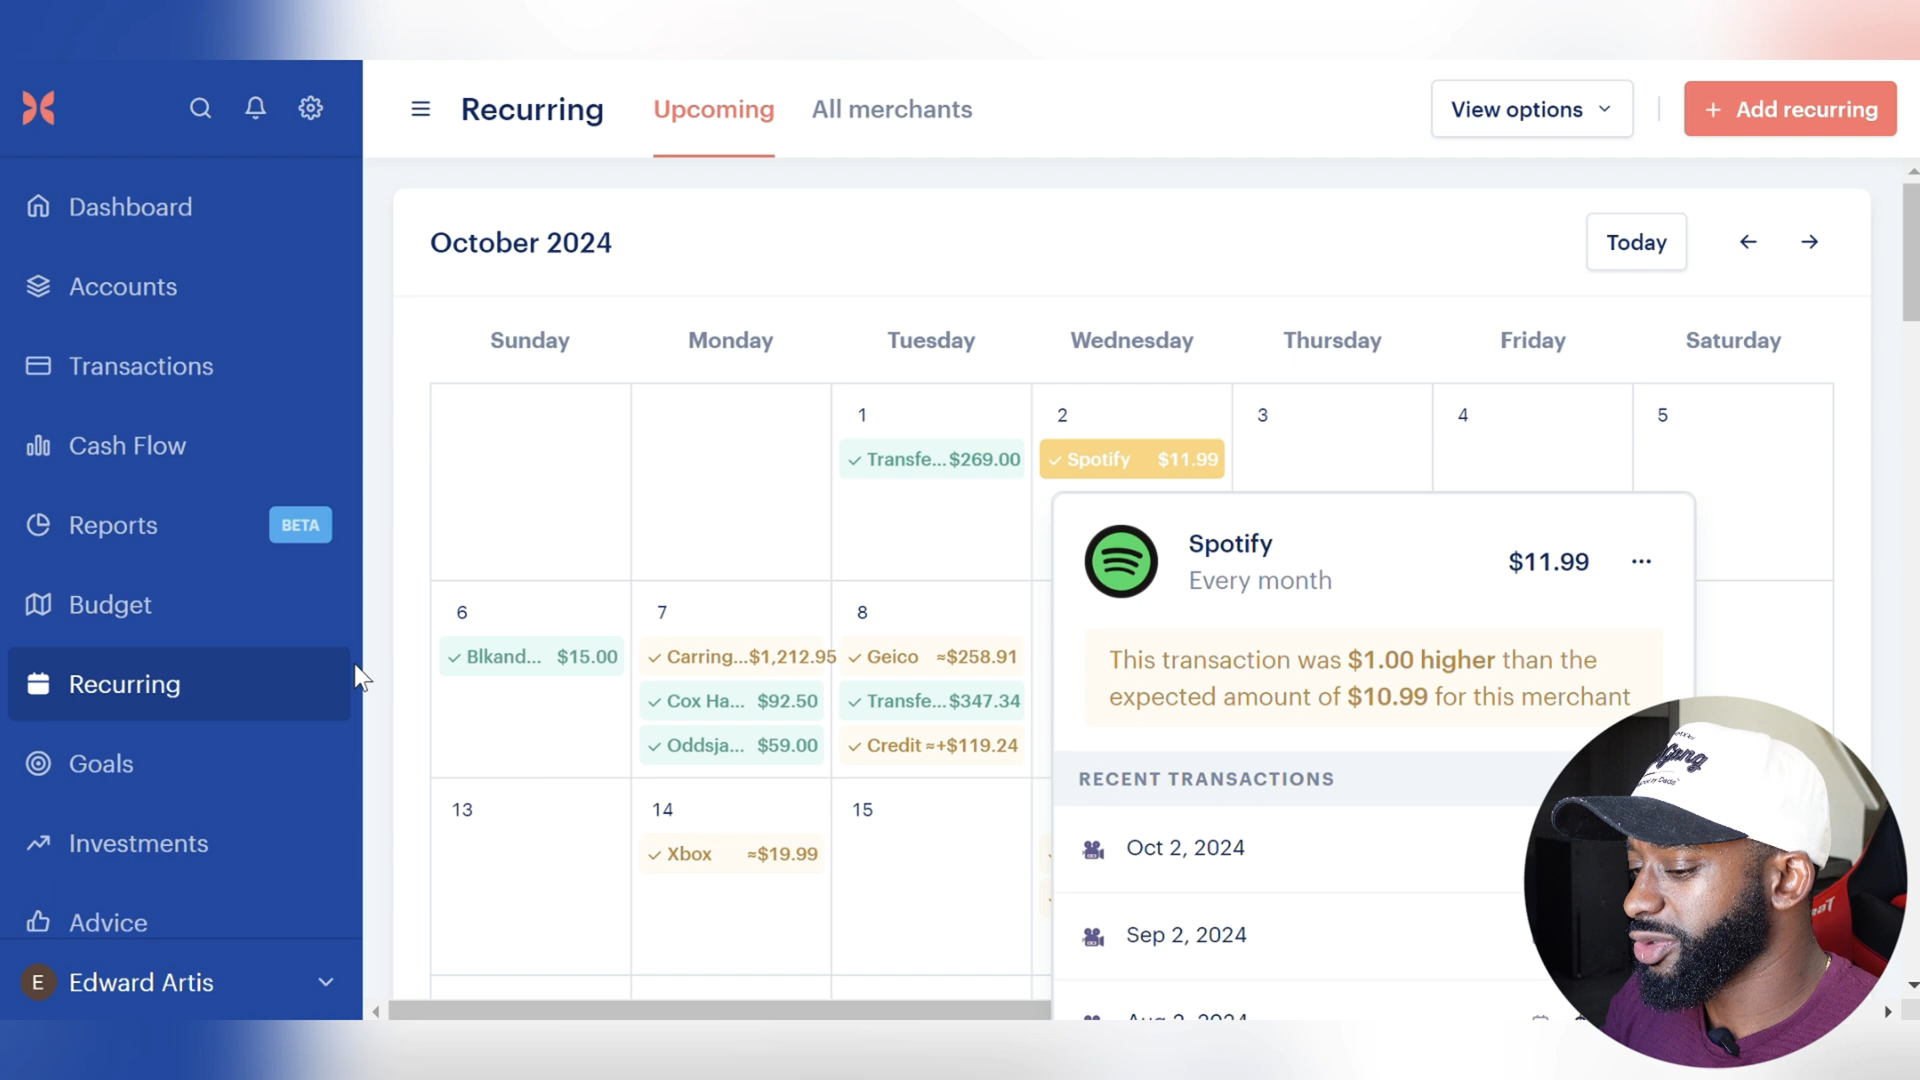 Recurring
Upcoming
All merchants
View options
+ Add recurring
Dashboard
Accounts
Transactions
Cash Flow
Reports
BETA
Budget
Recurring
Goals
Investments
Advice
E
Edward Artis
October 2024
Today
Sunday
Monday
Tuesday
Wednesday
Thursday
Friday
Saturday
1
2
3
4
5
Transfe... $269.00
Spotify $11.99
6
7
8
Blkand... $15.00
Carring... $1,212.95
Geico ≈$258.91
Cox Ha... $92.50
Transfe... $347.34
Oddsja... $59.00
Credit ≈+$119.24
13
14
15
Xbox ≈$19.99
Spotify
Every month
$11.99
...
This transaction was $1.00 higher than the
expected amount of $10.99 for this merchant
RECENT TRANSACTIONS
Oct 2, 2024
Sep 2, 2024
Aug 2, 2024